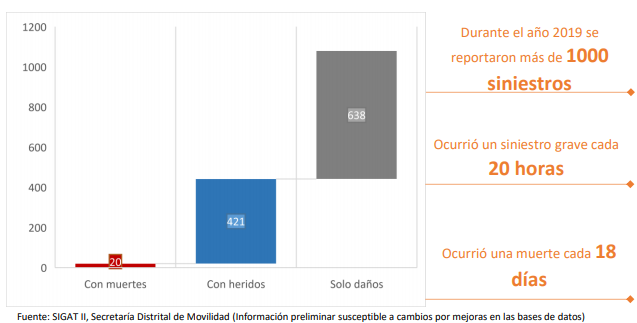 1200
1000
800
600
400
200
0
638
421
20
Con muertes
Con heridos
Solo daños
Durante el año 2019 se
reportaron más de 1000
siniestros
Ocurrió un siniestro grave cada
20 horas
Ocurrió una muerte cada 18
días
Fuente: SIGAT II, Secretaría Distrital de Movilidad (Información preliminar susceptible a cambios por mejoras en las bases de datos)